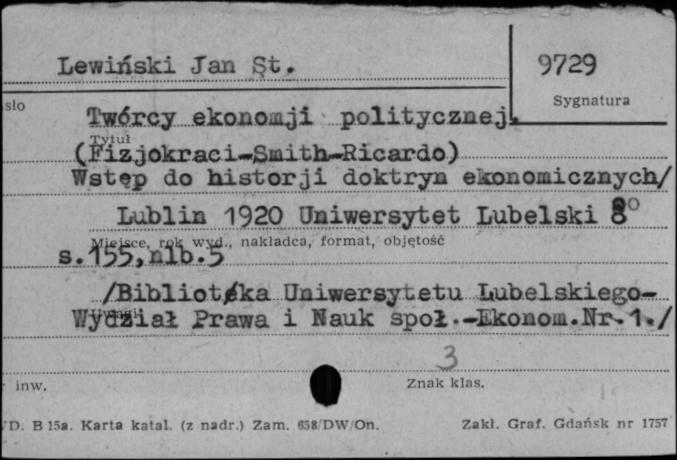 Lewiński Jan St.
9729
Sygnatura
sło
Twórcy ekonomji politycznej.
Tytuł
(Fizjokraci-Smith-Ricardo)
Wstęp do historji doktryn ekonomicznych/
Lublin 1920 Uniwersytet Lubelski 8°
Miejsce, rok wyd., nakładca, format, objętość
s.155,nlb.5
/Biblioteka Uniwersytetu Lubelskiego-
Uwagi
Wydział Prawa i Nauk społ.-Ekonom.Nr.1./
3
inw.
Znak klas.
D. B 15a. Karta katal. (z nadr.) Zam. 658/DW/On.
Zakł. Graf. Gdańsk nr 1757